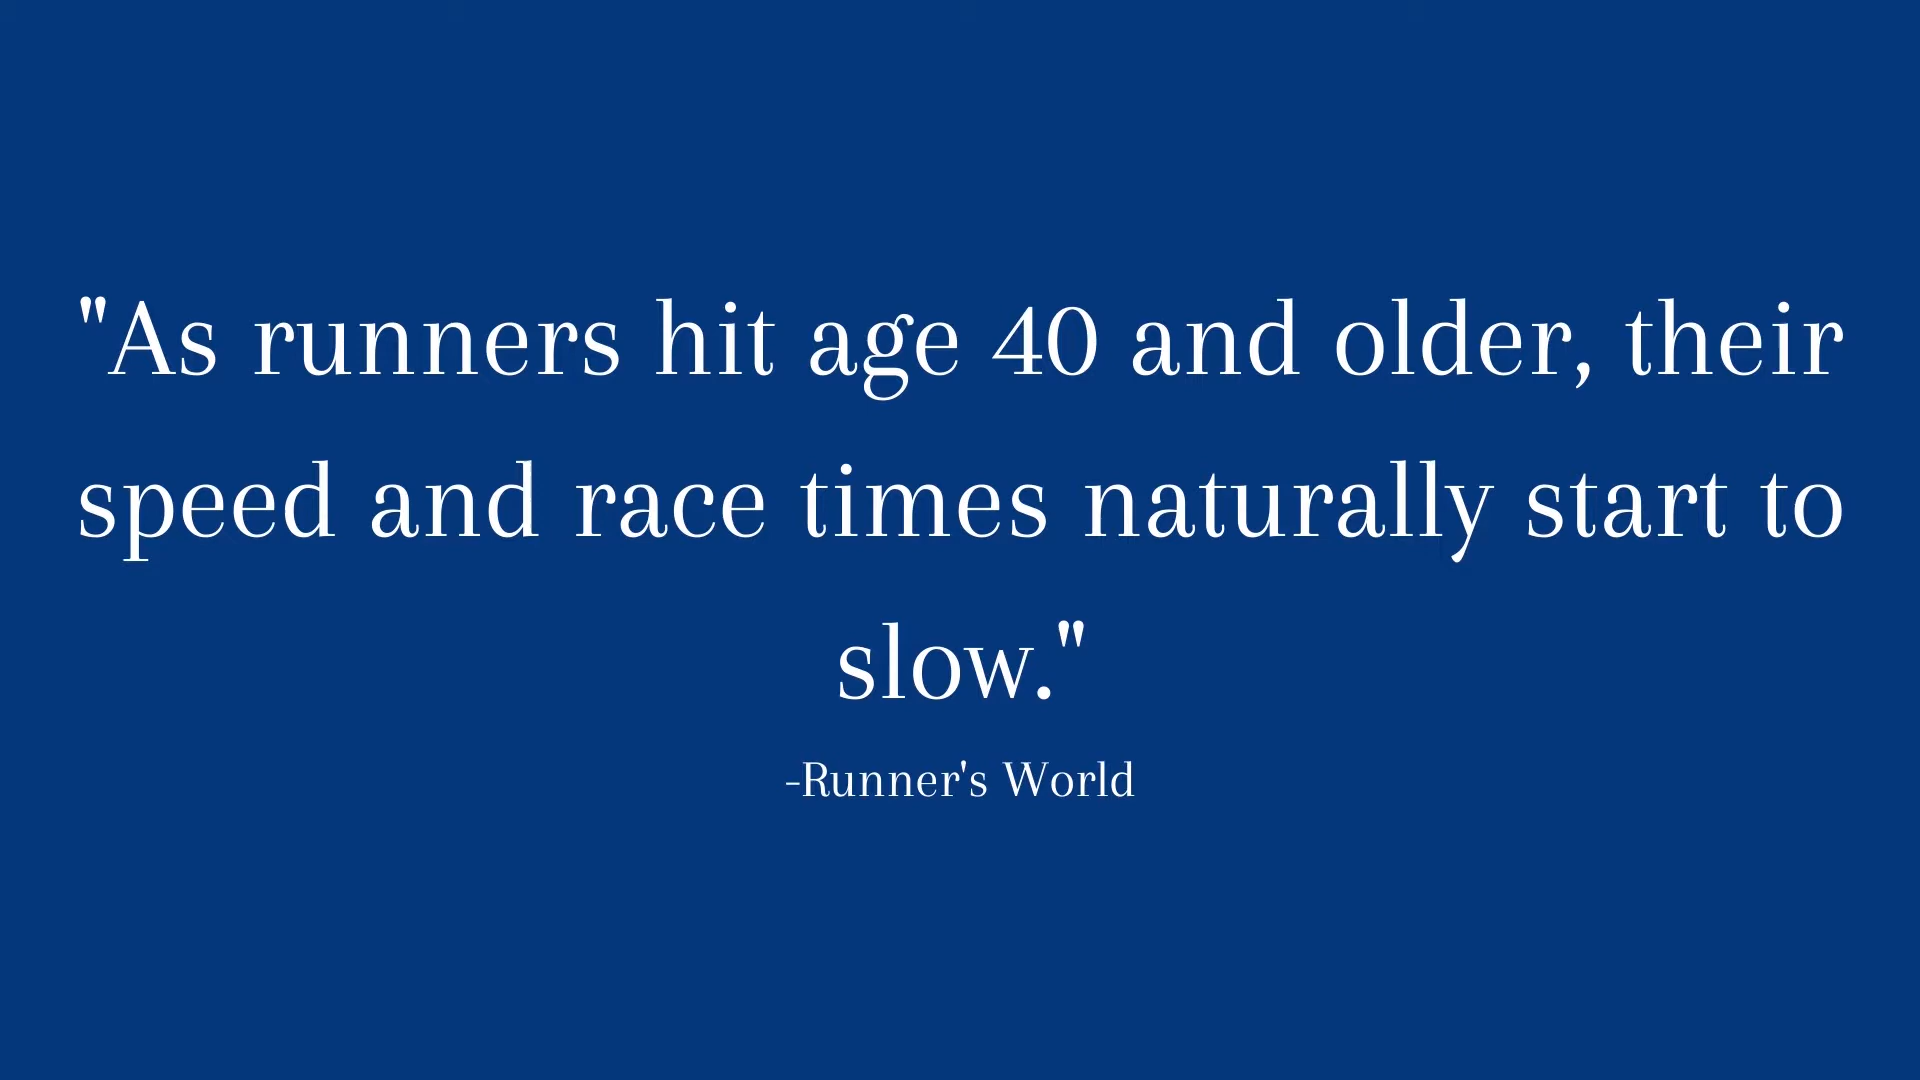 "As runners hit age 40 and older, their
speed and race times naturally start to
slow."
-Runner's World